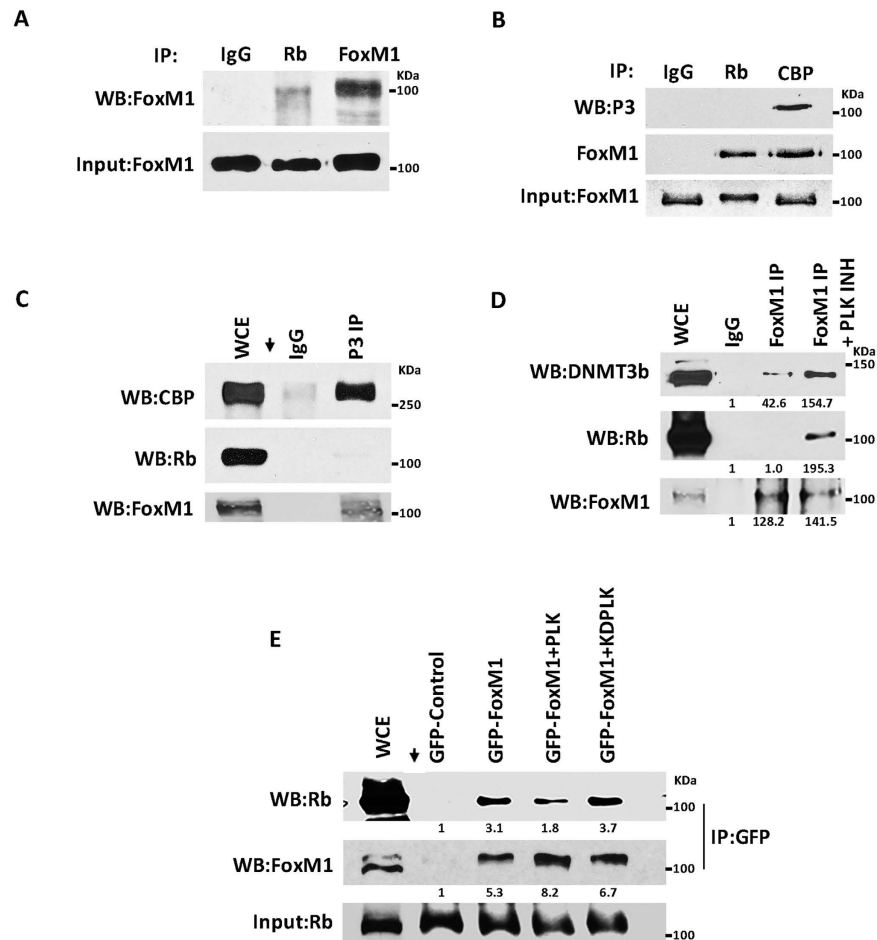 A
IP: IgG Rb FoxM1
KDa
WB:FoxM1 100
Input:FoxM1 100
B
IP: IgG Rb CBP
KDa
WB:P3 100
FoxM1 100
Input:FoxM1 100
C
WCE IgG P3 IP
KDa
WB:CBP 250
WB:Rb 100
WB:FoxM1 100
D
WCE IgG FoxM1 IP FoxM1 IP + PLK INH
KDa
150
WB:DNMT3b
1 42.6 154.7
WB:Rb 100
1 1.0 195.3
WB:FoxM1 100
1 128.2 141.5
E
WCE GFP-Control GFP-FoxM1 GFP-FoxM1+PLK GFP-FoxM1+KDPLK
KDa
WB:Rb 100
1 3.1 1.8 3.7
IP:GFP
WB:FoxM1 100
1 5.3 8.2 6.7
Input:Rb 100